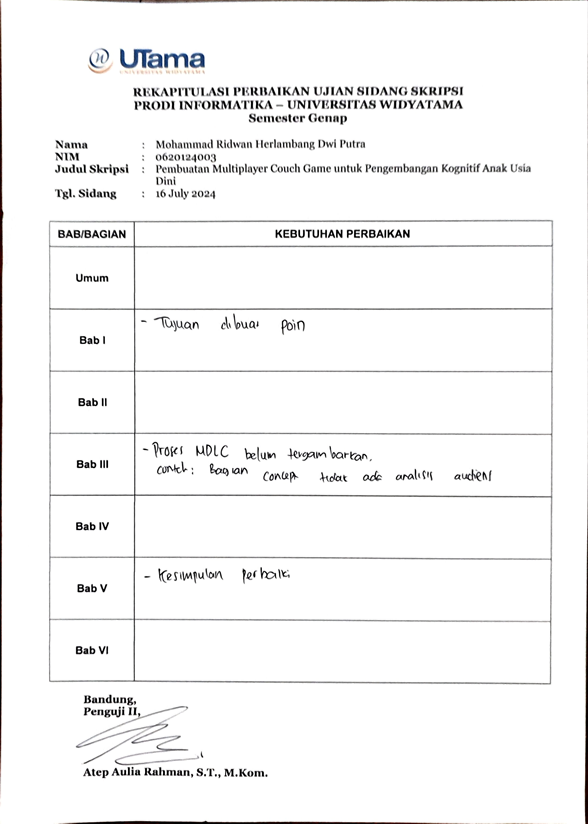 UTama
UNIVERSITAS WIDYATAMA
REKAPITULASI PERBAIKAN UJIAN SIDANG SKRIPSI
PRODI INFORMATIKA – UNIVERSITAS WIDYATAMA
Semester Genap
Nama : Mohammad Ridwan Herlambang Dwi Putra
NIM : 0620124003
Judul Skripsi : Pembuatan Multiplayer Couch Game untuk Pengembangan Kognitif Anak Usia
Dini
Tgl. Sidang : 16 July 2024
BAB/BAGIAN KEBUTUHAN PERBAIKAN
Umum
Bab I - Tujuan dibuat poin
Bab II
Bab III - Proses MDLC belum tergambarkan.
contoh: Bagian concept tidak ada analisis audiens
Bab IV
Bab V - Kesimpulan perbaiki
Bab VI
Bandung,
Penguji II,
Atep Aulia Rahman, S.T., M.Kom.